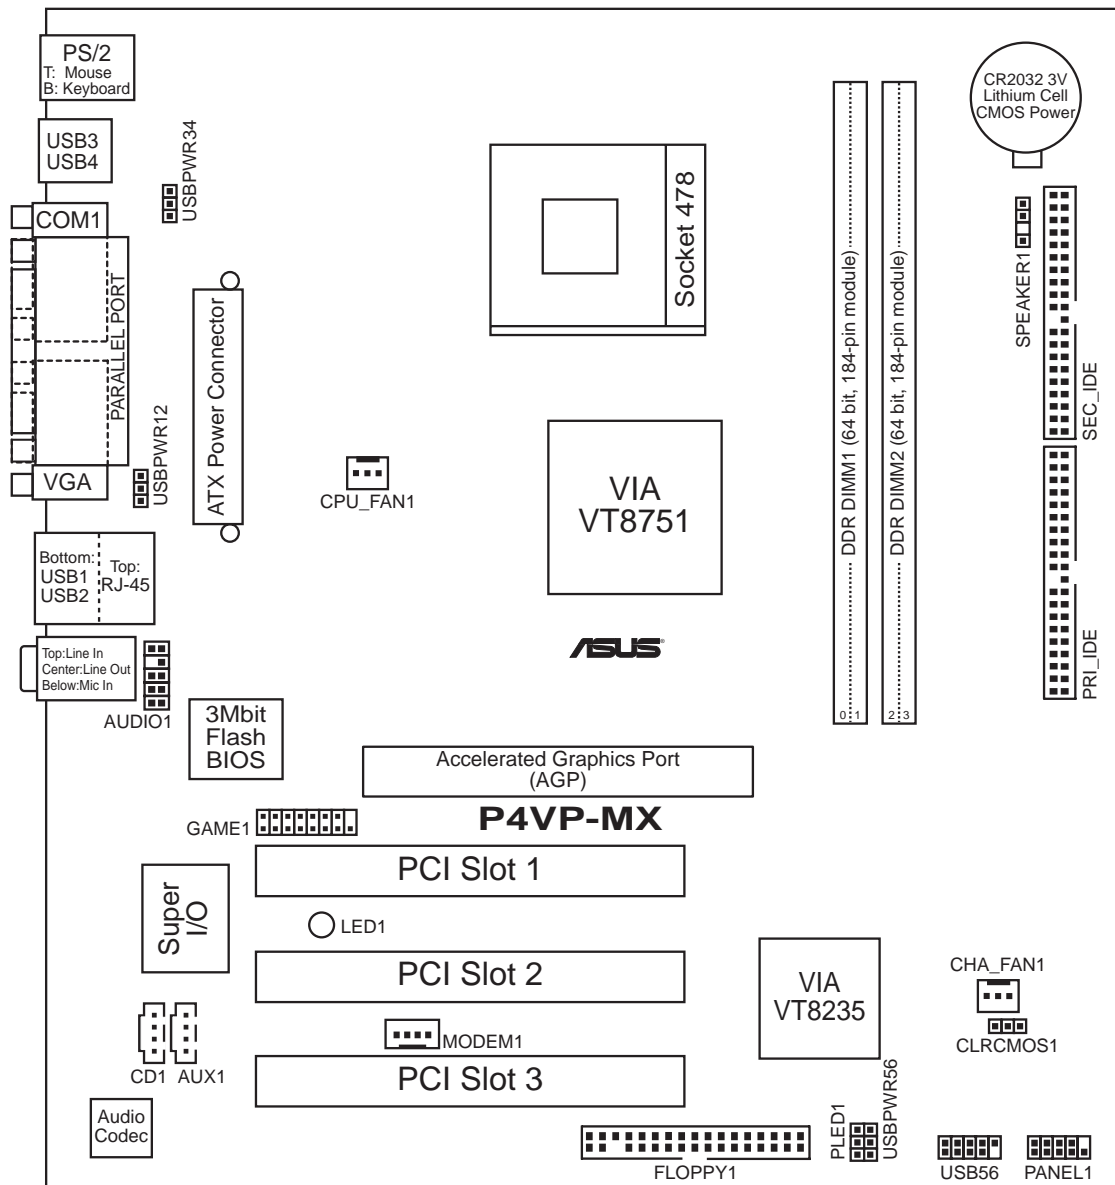 PS/2
T: Mouse
B: Keyboard
USB3
USB4
USBPWR34
COM1
PARALLEL PORT
ATX Power Connector
USBPWR12
VGA
Bottom:
USB1
USB2
Top:
RJ-45
Top:Line In
Center:Line Out
Below:Mic In
AUDIO1
3Mbit
Flash
BIOS
CPU_FAN1
Socket 478
VIA
VT8751
ASUS®
DDR DIMM1 (64 bit, 184-pin module)
DDR DIMM2 (64 bit, 184-pin module)
0 1
2 3
CR2032 3V
Lithium Cell
CMOS Power
SPEAKER1
SEC_IDE
PRI_IDE
Accelerated Graphics Port
(AGP)
P4VP-MX
GAME1
PCI Slot 1
Super
I/O
LED1
PCI Slot 2
VIA
VT8235
CHA_FAN1
CLRCMOS1
MODEM1
CD1
AUX1
PCI Slot 3
Audio
Codec
FLOPPY1
PLED1
USBPWR56
USB56
PANEL1